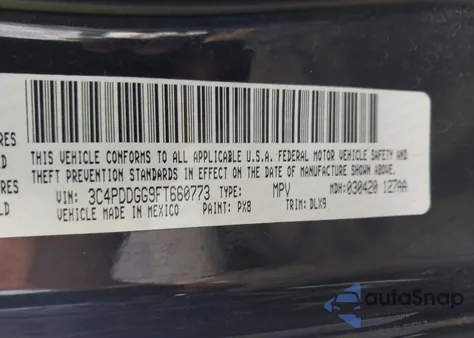 RES
D
THIS VEHICLE CONFORMS TO ALL APPLICABLE U.S.A. FEDERAL MOTOR VEHICLE SAFETY AND
THEFT PREVENTION STANDARDS IN EFFECT ON THE DATE OF MANUFACTURE SHOWN ABOVE.
RES
D
VIN: 3C4PDDGG9FT660773 TYPE: MPV MDH: 030420 127AA
VEHICLE MADE IN MEXICO PAINT: PX8 TRIM: DLX9
autoSnap